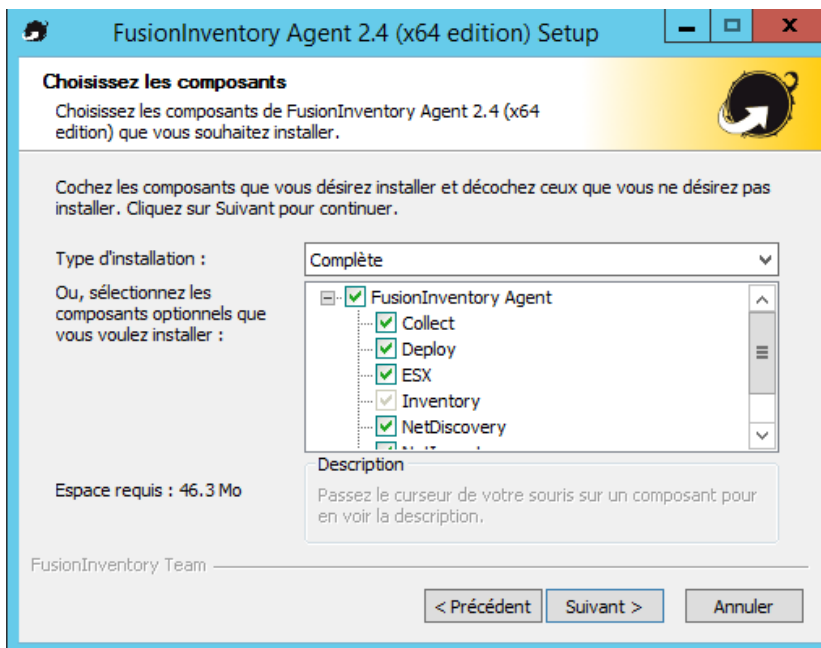 FusionInventory Agent 2.4 (x64 edition) Setup
Choisissez les composants
Choisissez les composants de FusionInventory Agent 2.4 (x64
edition) que vous souhaitez installer.
Cochez les composants que vous désirez installer et décochez ceux que vous ne désirez pas
installer. Cliquez sur Suivant pour continuer.
Type d'installation :
Complète
Ou, sélectionnez les
composants optionnels que
vous voulez installer :
FusionInventory Agent
Collect
Deploy
ESX
Inventory
NetDiscovery
Espace requis : 46.3 Mo
Description
Passez le curseur de votre souris sur un composant pour
en voir la description.
FusionInventory Team
< Précédent
Suivant >
Annuler